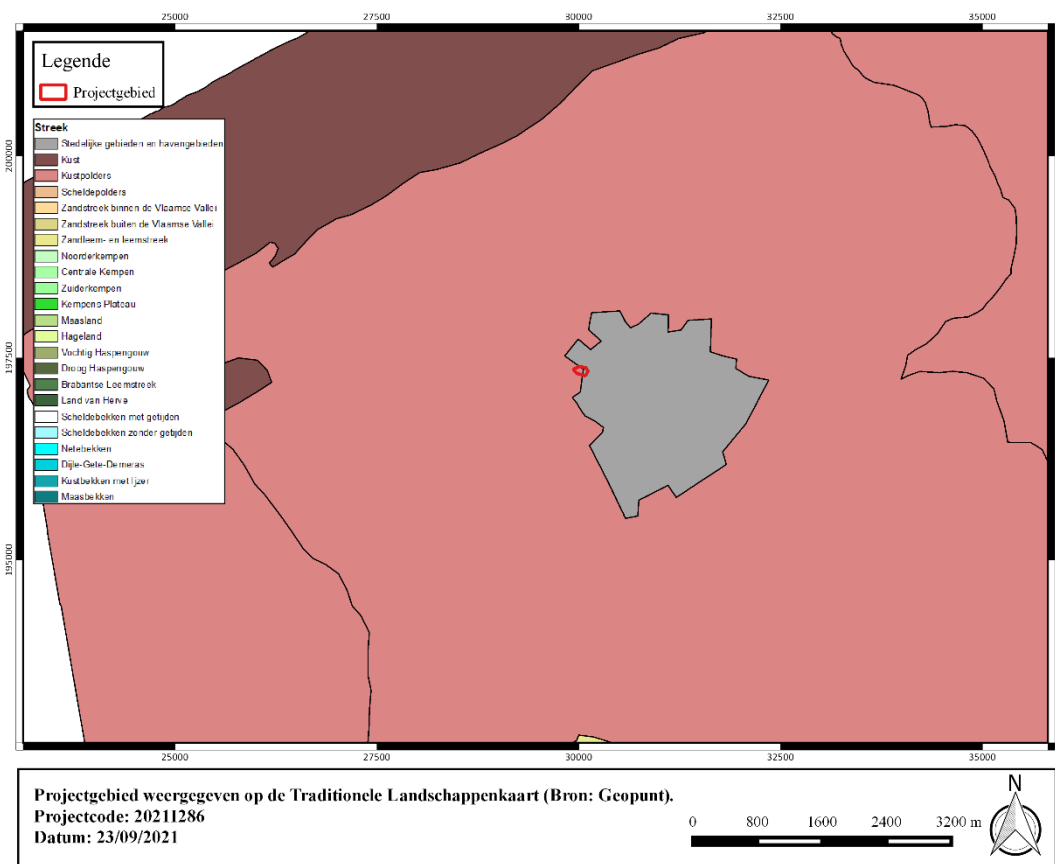 25000 27500 30000 32500 35000
Legende
Projectgebied
Streek
Stedelijke gebieden en havengebieden
Kust
Kustpolders
Scheldepolders
Zandstreek binnen de Vlaamse Vallei
Zandstreek buiten de Vlaamse Vallei
Zandleem- en leemstreek
Noorderkempen
Centrale Kempen
Zuiderkempen
Kempens Plateau
Maasland
Hageland
Vochtig Haspengouw
Droog Haspengouw
Brabantse Leemstreek
Land van Herve
Scheldebekken met getijden
Scheldebekken zonder getijden
Netebekken
Dijle-Gete-Demeras
Kustbekken met Ijzer
Maasbekken
200000
197500
195000
200000
197500
195000
25000 27500 30000 32500 35000
Projectgebied weergegeven op de Traditionele Landschappenkaart (Bron: Geopunt).
Projectcode: 20211286
Datum: 23/09/2021
0 800 1600 2400 3200 m
N